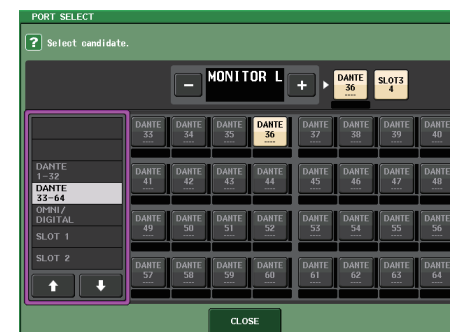 PORT SELECT
? Select candidate.
− MONITOR L + DANTE 36 ---- SLOT3 4
DANTE 33 ---- DANTE 34 ---- DANTE 35 ---- DANTE 36 ---- DANTE 37 ---- DANTE 38 ---- DANTE 39 ---- DANTE 40 ----
DANTE 1-32
DANTE 41 ---- DANTE 42 ---- DANTE 43 ---- DANTE 44 ---- DANTE 45 ---- DANTE 46 ---- DANTE 47 ---- DANTE 48 ----
DANTE 33-64
OMNI/ DIGITAL
DANTE 49 ---- DANTE 50 ---- DANTE 51 ---- DANTE 52 ---- DANTE 53 ---- DANTE 54 ---- DANTE 55 ---- DANTE 56 ----
SLOT 1
SLOT 2
DANTE 57 ---- DANTE 58 ---- DANTE 59 ---- DANTE 60 ---- DANTE 61 ---- DANTE 62 ---- DANTE 63 ---- DANTE 64 ----
CLOSE